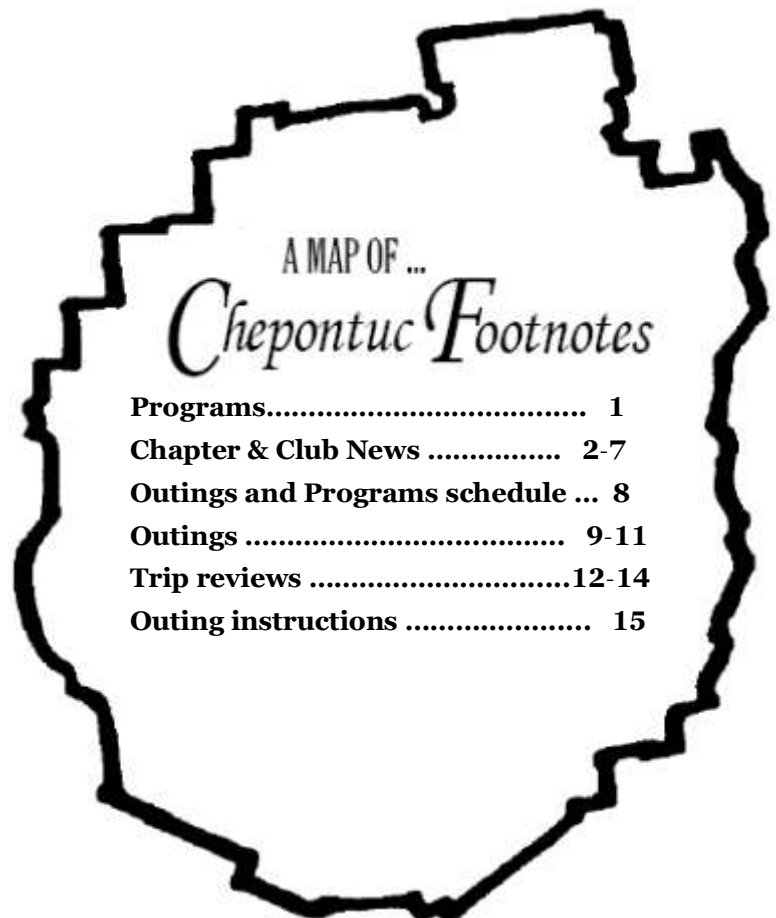 A MAP OF ...
Chepontuc Footnotes
Programs..................................... 1
Chapter & Club News ................ 2-7
Outings and Programs schedule ... 8
Outings ..................................... 9-11
Trip reviews ..............................12-14
Outing instructions ...................... 15